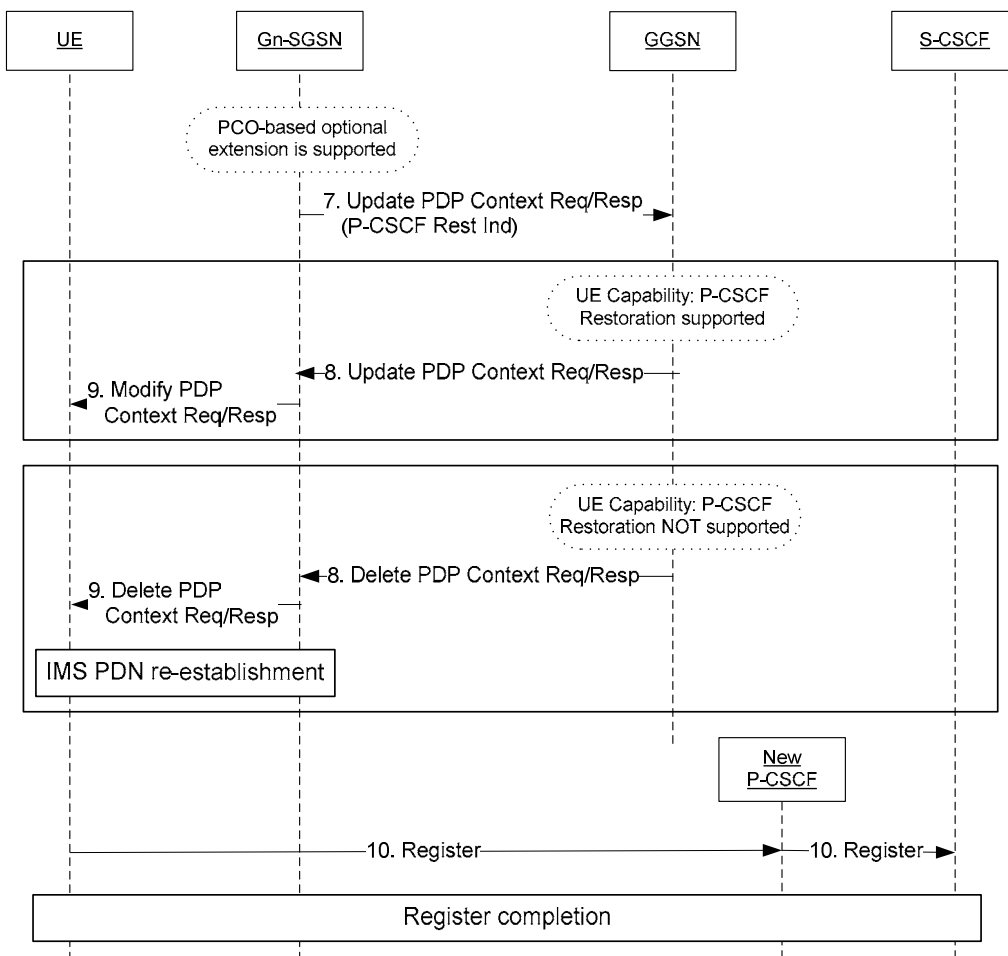 UE
Gn-SGSN
GGSN
S-CSCF
PCO-based optional
extension is supported
7. Update PDP Context Req/Resp
(P-CSCF Rest Ind)
UE Capability: P-CSCF
Restoration supported
8. Update PDP Context Req/Resp
9. Modify PDP
Context Req/Resp
UE Capability: P-CSCF
Restoration NOT supported
8. Delete PDP Context Req/Resp
9. Delete PDP
Context Req/Resp
IMS PDN re-establishment
New
P-CSCF
10. Register
10. Register
Register completion